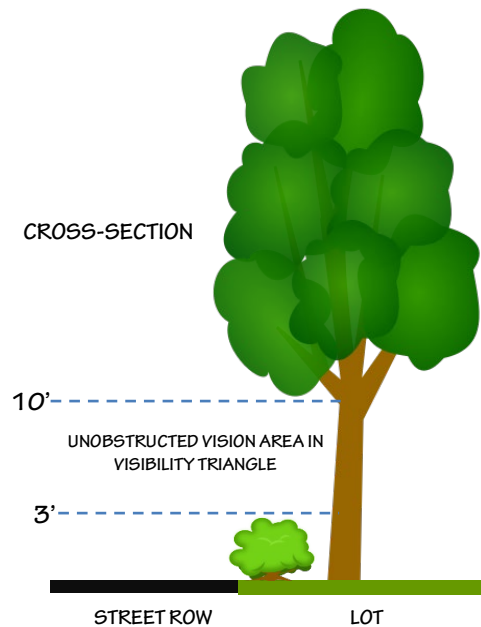 CROSS-SECTION
10'
UNOBSTRUCTED VISION AREA IN
VISIBILITY TRIANGLE
3'
STREET ROW
LOT